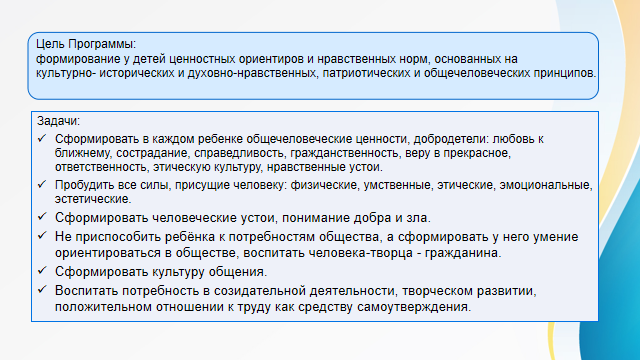 Цель Программы:
формирование у детей ценностных ориентиров и нравственных норм, основанных на
культурно- исторических и духовно-нравственных, патриотических и общечеловеческих принципов.
Задачи:
✓ Сформировать в каждом ребенке общечеловеческие ценности, добродетели: любовь к
ближнему, сострадание, справедливость, гражданственность, веру в прекрасное,
ответственность, этическую культуру, нравственные устои.
✓ Пробудить все силы, присущие человеку: физические, умственные, этические, эмоциональные,
эстетические.
✓ Сформировать человеческие устои, понимание добра и зла.
✓ Не приспособить ребёнка к потребностям общества, а сформировать у него умение
ориентироваться в обществе, воспитать человека-творца - гражданина.
✓ Сформировать культуру общения.
✓ Воспитать потребность в созидательной деятельности, творческом развитии,
положительном отношении к труду как средству самоутверждения.